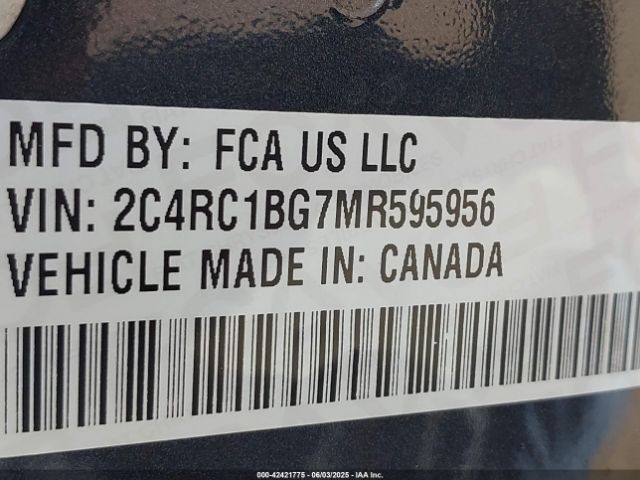 MFD BY: FCA US LLC
VIN: 2C4RC1BG7MR595956
VEHICLE MADE IN: CANADA
000-42421775 - 06/03/2025 - IAA Inc.